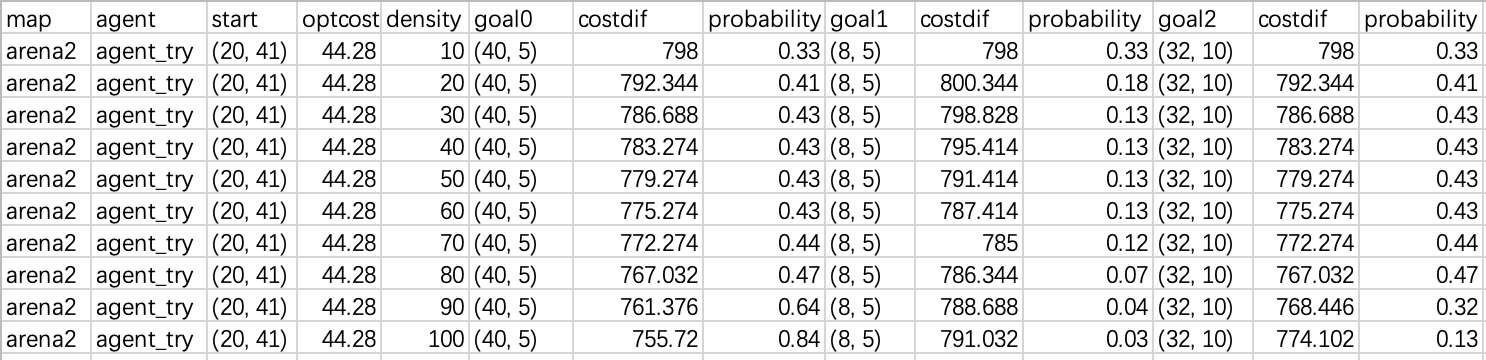 map agent start optcost density goal0 costdif probability goal1 costdif probability goal2 costdif probability
arena2 agent_try (20, 41) 44.28 10 (40, 5) 798 0.33 (8, 5) 798 0.33 (32, 10) 798 0.33
arena2 agent_try (20, 41) 44.28 20 (40, 5) 792.344 0.41 (8, 5) 800.344 0.18 (32, 10) 792.344 0.41
arena2 agent_try (20, 41) 44.28 30 (40, 5) 786.688 0.43 (8, 5) 798.828 0.13 (32, 10) 786.688 0.43
arena2 agent_try (20, 41) 44.28 40 (40, 5) 783.274 0.43 (8, 5) 795.414 0.13 (32, 10) 783.274 0.43
arena2 agent_try (20, 41) 44.28 50 (40, 5) 779.274 0.43 (8, 5) 791.414 0.13 (32, 10) 779.274 0.43
arena2 agent_try (20, 41) 44.28 60 (40, 5) 775.274 0.43 (8, 5) 787.414 0.13 (32, 10) 775.274 0.43
arena2 agent_try (20, 41) 44.28 70 (40, 5) 772.274 0.44 (8, 5) 785 0.12 (32, 10) 772.274 0.44
arena2 agent_try (20, 41) 44.28 80 (40, 5) 767.032 0.47 (8, 5) 786.344 0.07 (32, 10) 767.032 0.47
arena2 agent_try (20, 41) 44.28 90 (40, 5) 761.376 0.64 (8, 5) 788.688 0.04 (32, 10) 768.446 0.32
arena2 agent_try (20, 41) 44.28 100 (40, 5) 755.72 0.84 (8, 5) 791.032 0.03 (32, 10) 774.102 0.13